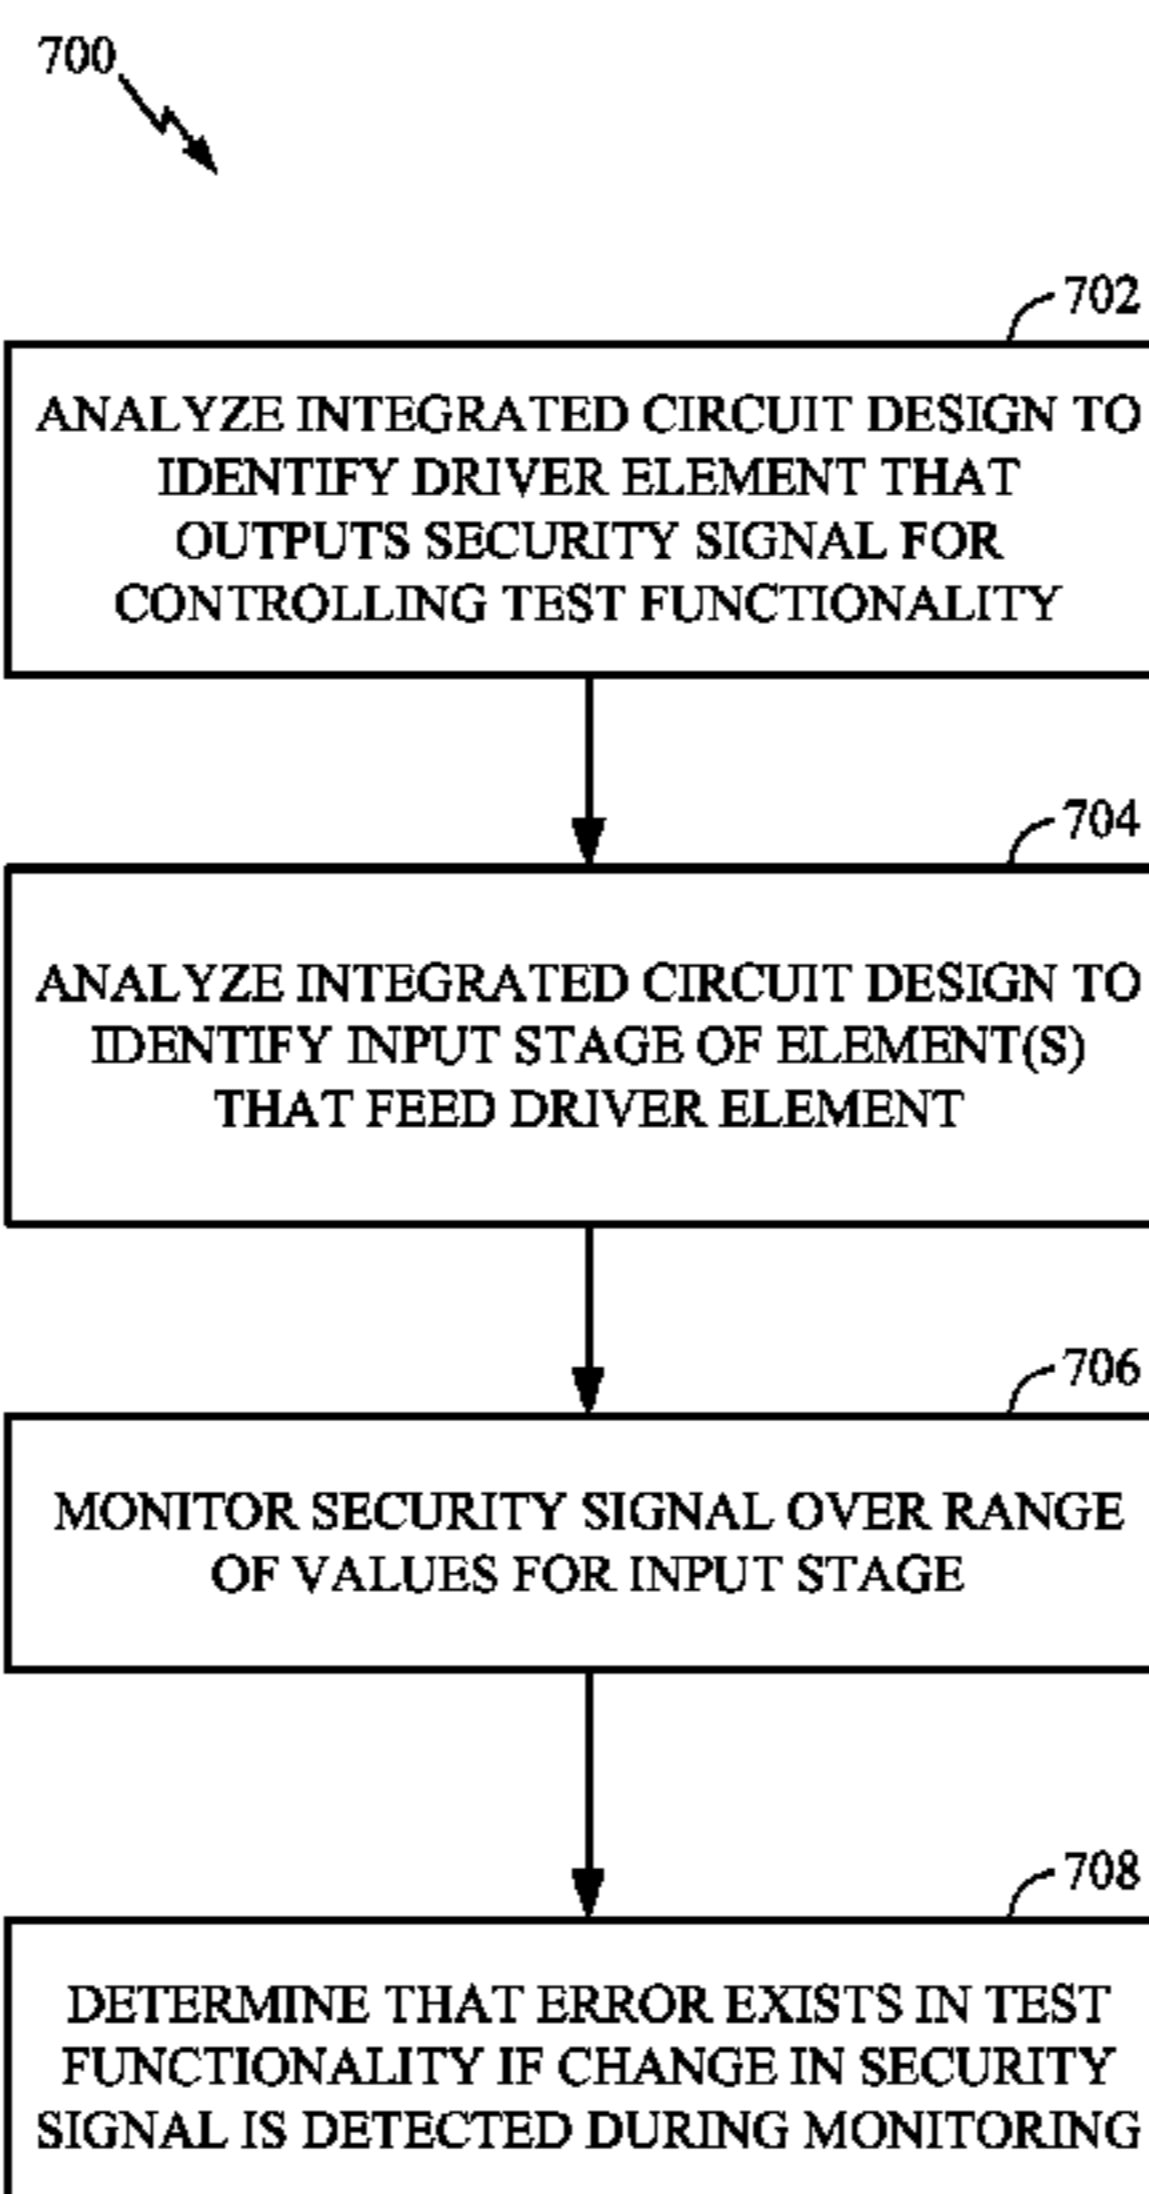 700
702
ANALYZE INTEGRATED CIRCUIT DESIGN TO
IDENTIFY DRIVER ELEMENT THAT
OUTPUTS SECURITY SIGNAL FOR
CONTROLLING TEST FUNCTIONALITY
704
ANALYZE INTEGRATED CIRCUIT DESIGN TO
IDENTIFY INPUT STAGE OF ELEMENT(S)
THAT FEED DRIVER ELEMENT
706
MONITOR SECURITY SIGNAL OVER RANGE
OF VALUES FOR INPUT STAGE
708
DETERMINE THAT ERROR EXISTS IN TEST
FUNCTIONALITY IF CHANGE IN SECURITY
SIGNAL IS DETECTED DURING MONITORING